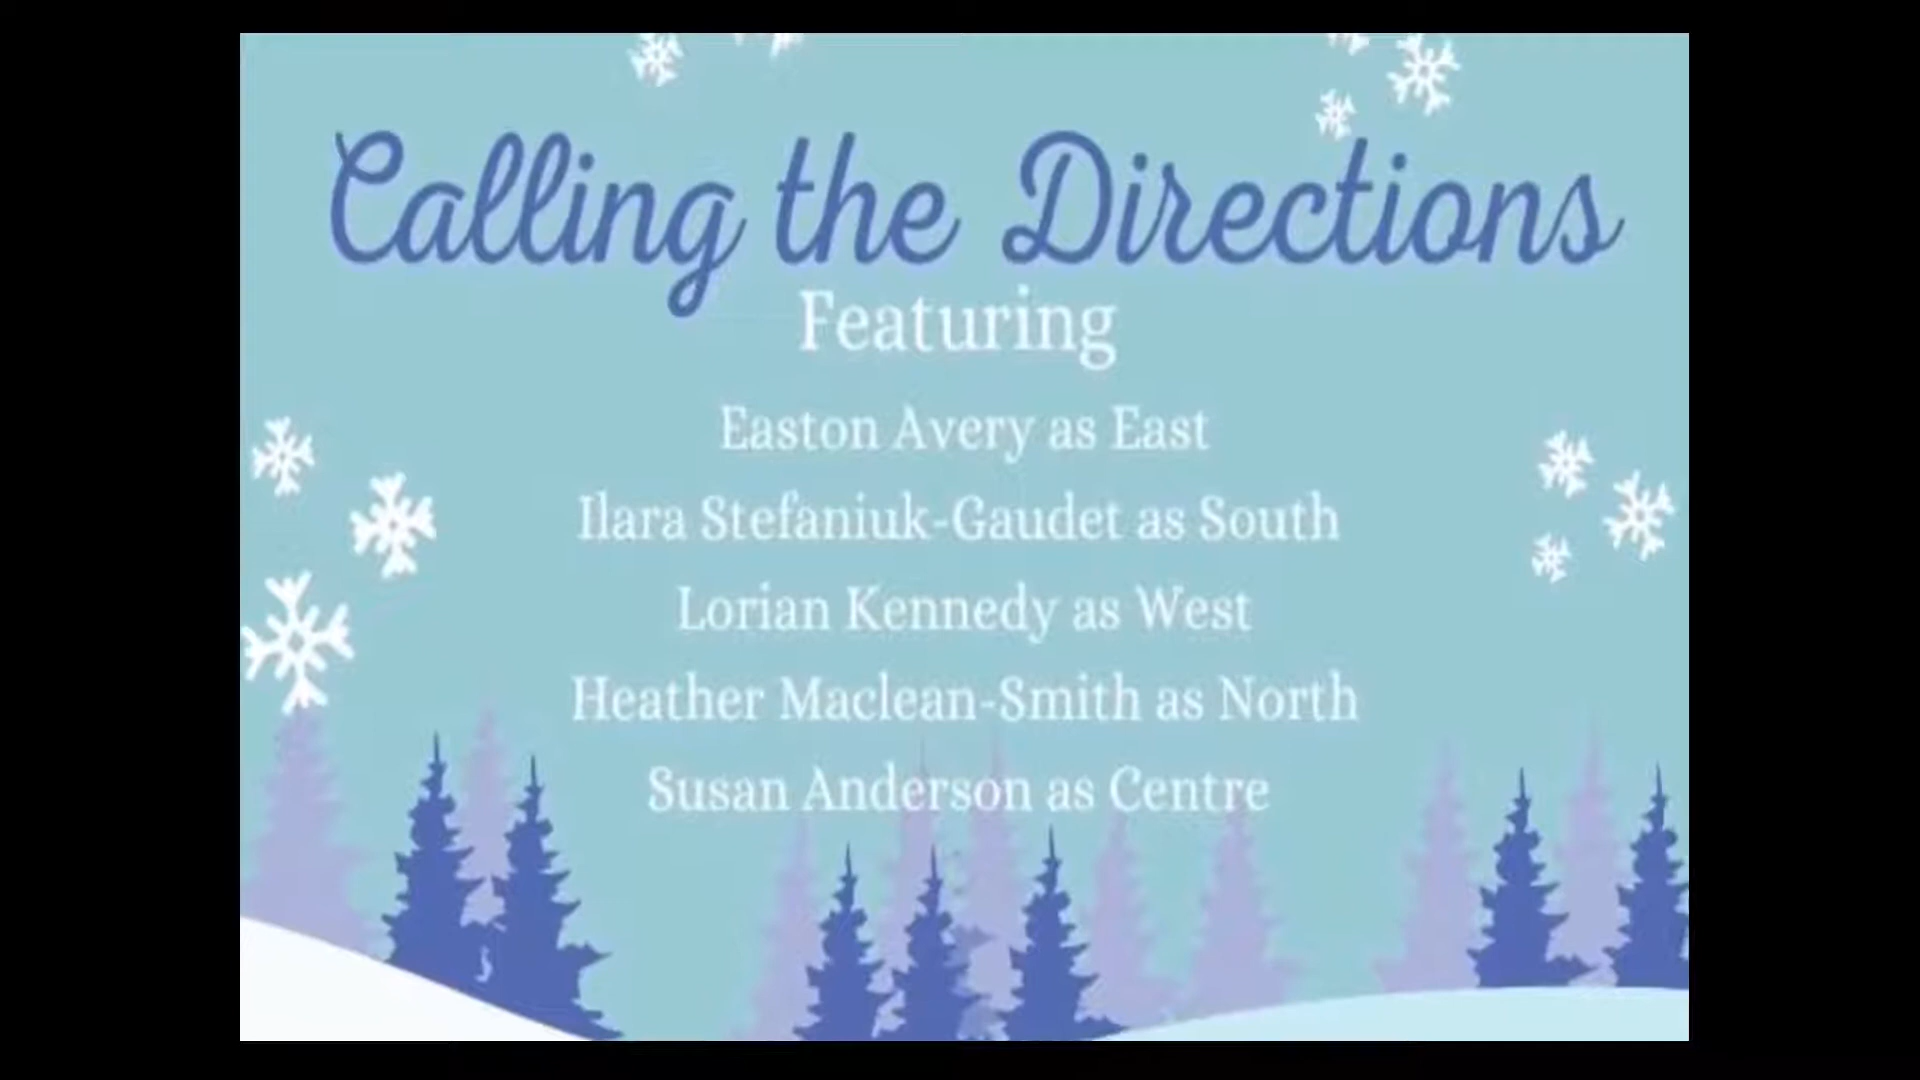 Calling the Directions
Featuring
Easton Avery as East
Ilara Stefaniuk-Gaudet as South
Lorian Kennedy as West
Heather Maclean-Smith as North
Susan Anderson as Centre